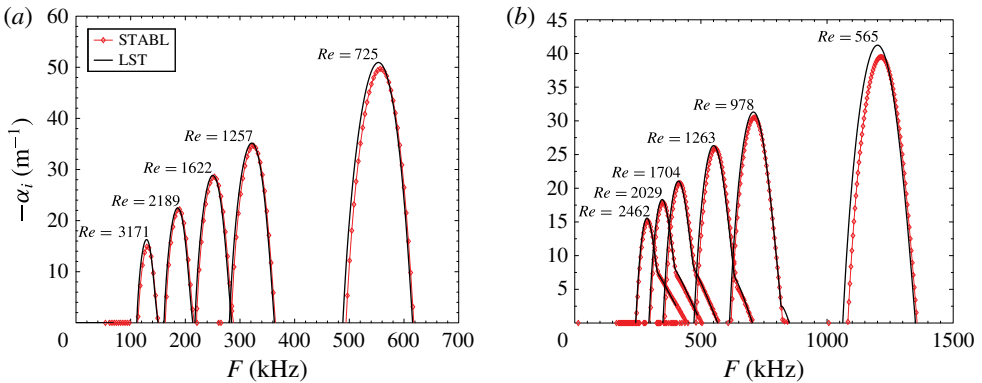 (a)
60
50
40
30
20
10
0
−αi (m−1)
STABL
LST
Re = 725
Re = 1257
Re = 1622
Re = 2189
Re = 3171
0 100 200 300 400 500 600 700
F (kHz)
(b)
45
40
35
30
25
20
15
10
5
Re = 565
Re = 978
Re = 1263
Re = 1704
Re = 2029
Re = 2462
0 500 1000 1500
F (kHz)